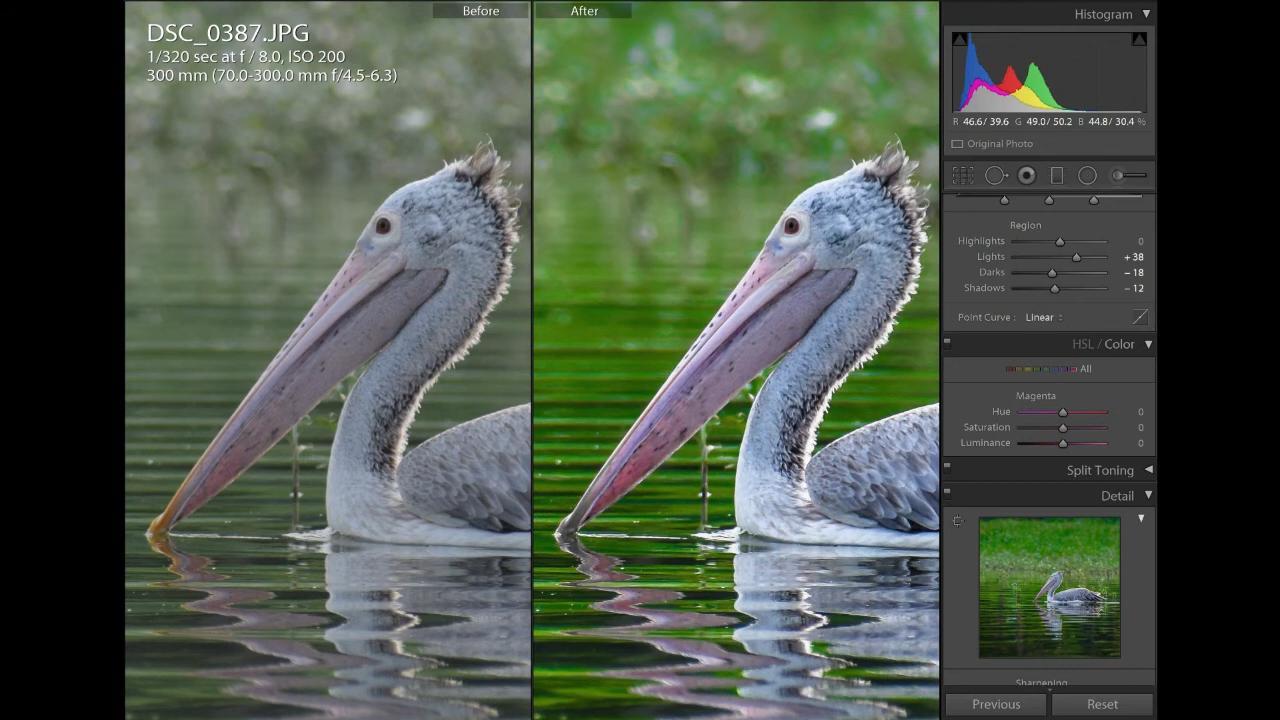 Before
After
DSC_0387.JPG
1/320 sec at f / 8.0, ISO 200
300 mm (70.0-300.0 mm f/4.5-6.3)
Histogram
R 46.6/ 39.6 G 49.0/ 50.2 B 44.8/ 30.4 %
Original Photo
Region
Highlights 0
Lights + 38
Darks - 18
Shadows - 12
Point Curve : Linear
HSL / Color
All
Magenta
Hue 0
Saturation 0
Luminance 0
Split Toning
Detail
Sharpening
Previous
Reset